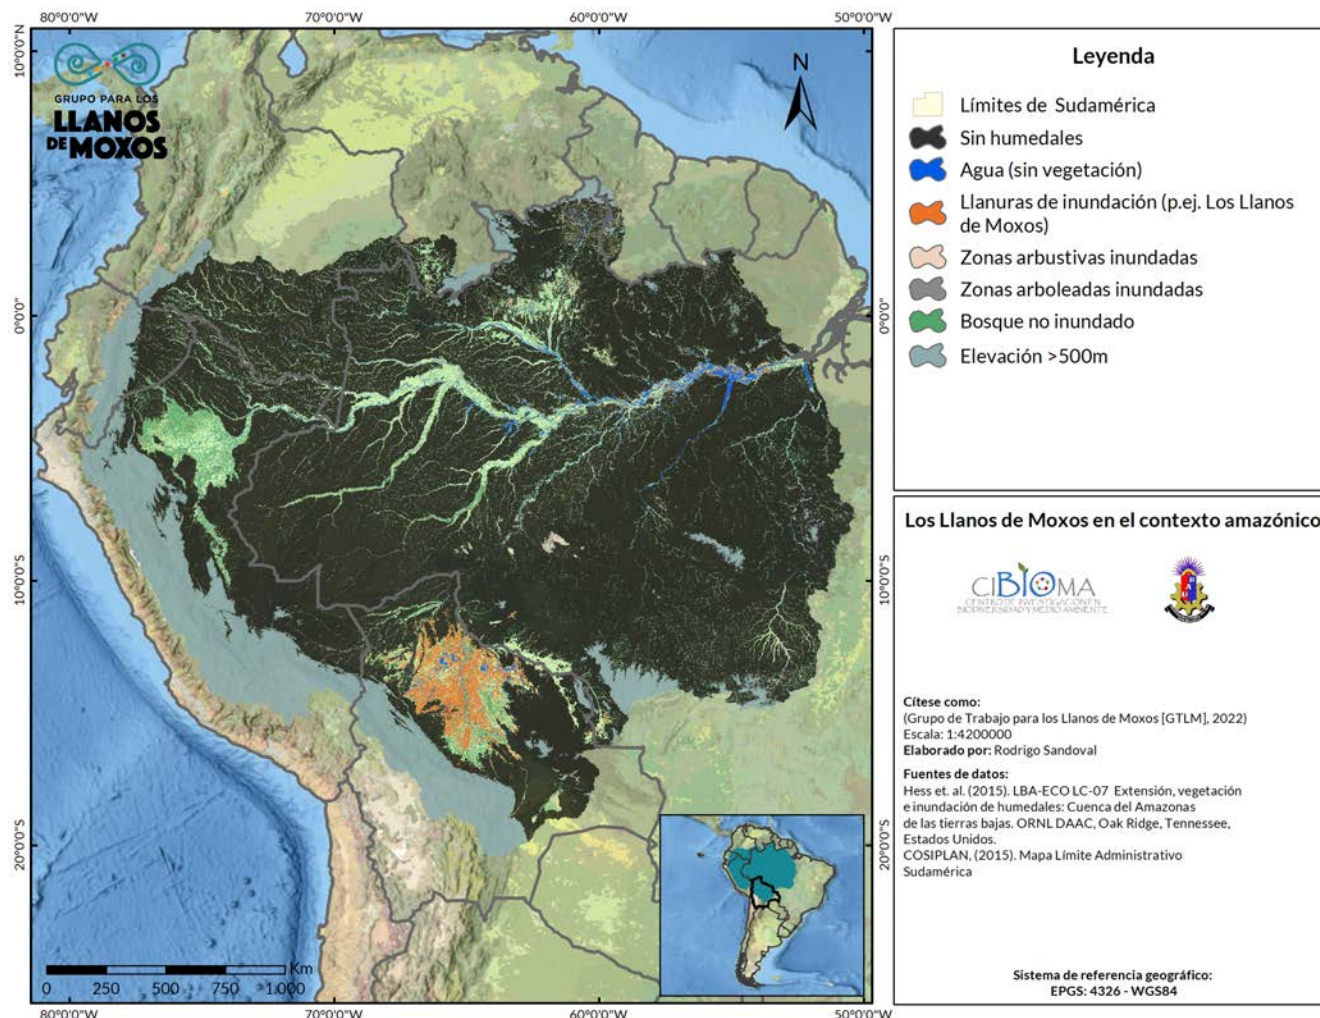 80°0'0"W 70°0'0"W 60°0'0"W 50°0'0"W
10°0'0"N
0°0'0"
10°0'0"S
20°0'0"S
GRUPO PARA LOS
LLANOS
DE MOXOS
N
0 250 500 750 1.000 Km
80°0'0"W 70°0'0"W 60°0'0"W 50°0'0"W
0°0'0"
10°0'0"S
20°0'0"S
Leyenda
Límites de Sudamérica
Sin humedales
Agua (sin vegetación)
Llanuras de inundación (p.ej. Los Llanos
de Moxos)
Zonas arbustivas inundadas
Zonas arboleadas inundadas
Bosque no inundado
Elevación >500m
Los Llanos de Moxos en el contexto amazónico
CIBIOMA
CENTRO DE INVESTIGACIÓN EN
BIODIVERSIDAD Y MEDIO AMBIENTE
Cítese como:
(Grupo de Trabajo para los Llanos de Moxos [GTLM], 2022)
Escala: 1:4200000
Elaborado por: Rodrigo Sandoval
Fuentes de datos:
Hess et. al. (2015). LBA-ECO LC-07 Extensión, vegetación
e inundación de humedales: Cuenca del Amazonas
de las tierras bajas. ORNL DAAC, Oak Ridge, Tennessee,
Estados Unidos.
COSIPLAN, (2015). Mapa Límite Administrativo
Sudamérica
Sistema de referencia geográfico:
EPGS: 4326 - WGS84